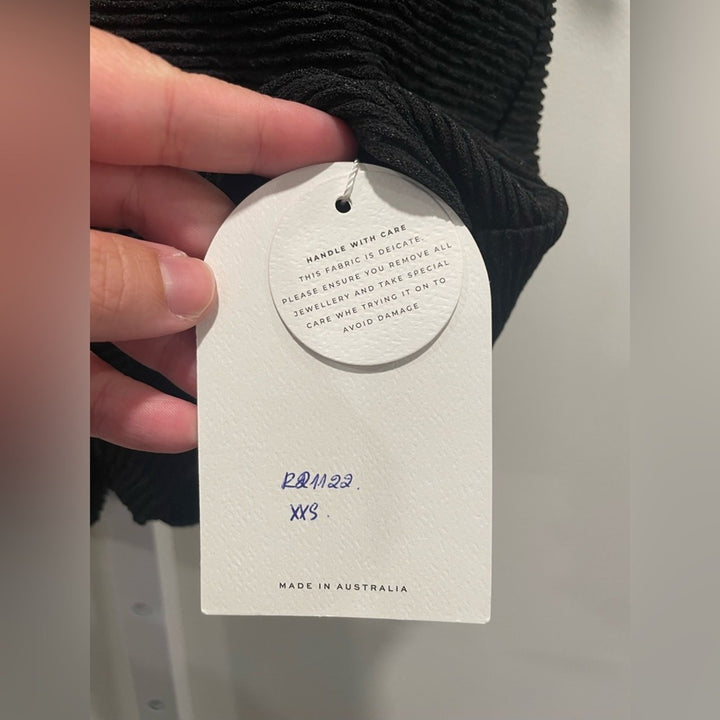 HANDLE WITH CARE
THIS FABRIC IS DEICATE.
PLEASE ENSURE YOU REMOVE ALL
JEWELLERY AND TAKE SPECIAL
CARE WHE TRYING IT ON TO
AVOID DAMAGE
R21122.
XXS.
MADE IN AUSTRALIA